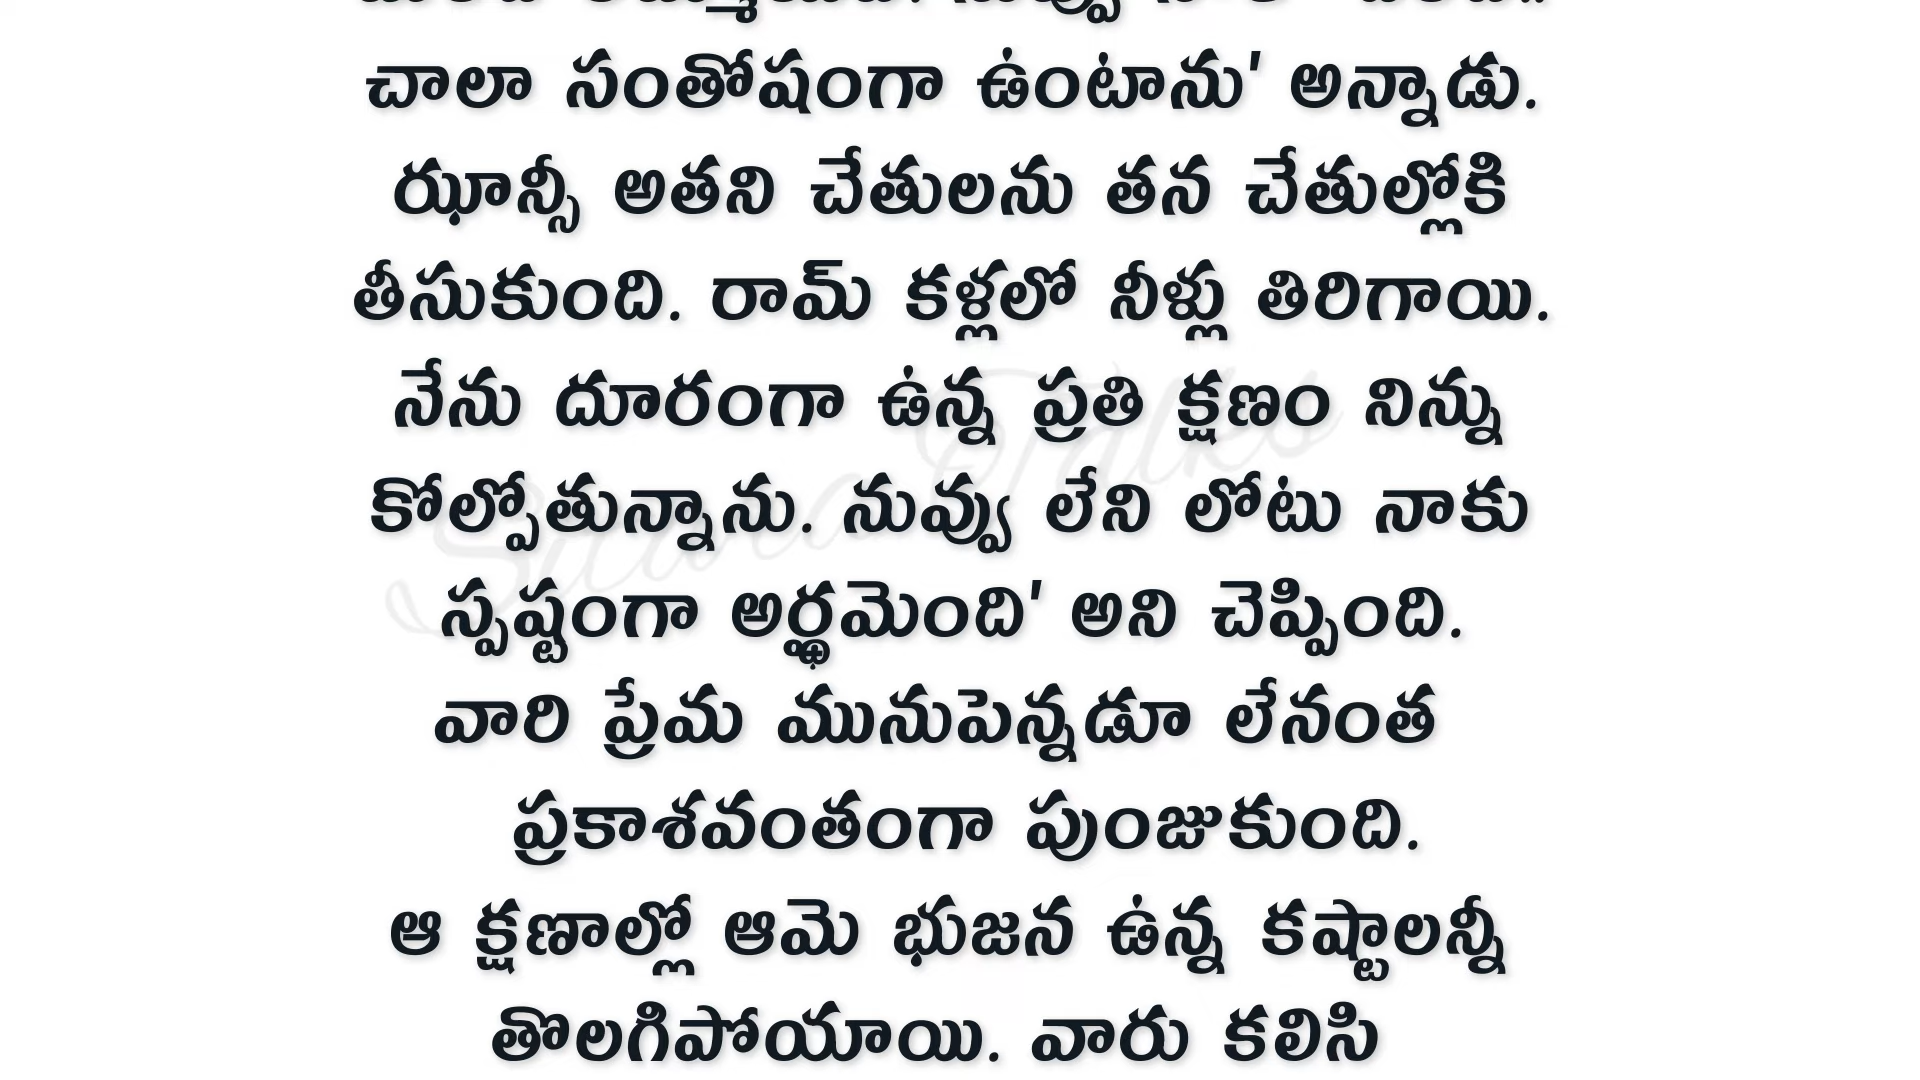 చాలా సంతోషంగా ఉంటాను' అన్నాడు.
ఝాన్సీ అతని చేతులను తన చేతుల్లోకి
తీసుకుంది. రామ్ కళ్లలో నీళ్లు తిరిగాయి.
నేను దూరంగా ఉన్న ప్రతి క్షణం నిన్ను
కోల్పోతున్నాను. నువ్వు లేని లోటు నాకు
స్పష్టంగా అర్థమైంది' అని చెప్పింది.
వారి ప్రేమ మునుపెన్నడూ లేనంత
ప్రకాశవంతంగా పుంజుకుంది.
ఆ క్షణాల్లో ఆమె భుజన ఉన్న కష్టాలన్నీ
తొలగిపోయాయి. వారు కలిసి